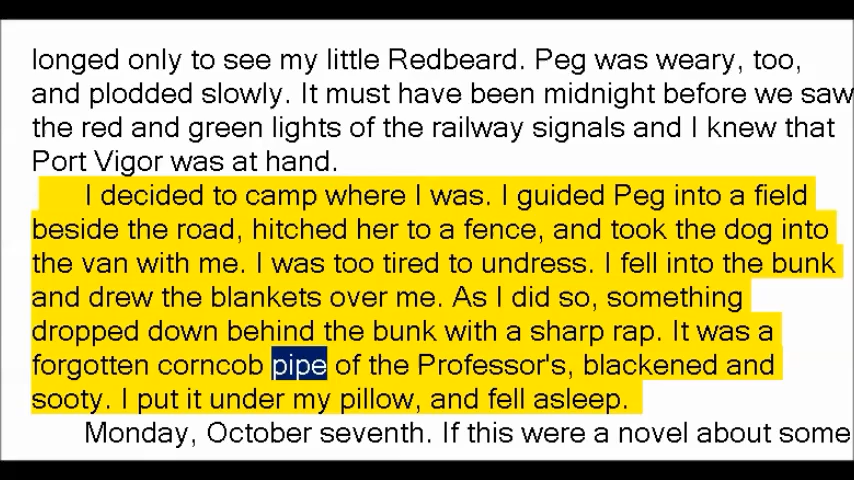 longed only to see my little Redbeard. Peg was weary, too,
and plodded slowly. It must have been midnight before we saw
the red and green lights of the railway signals and I knew that
Port Vigor was at hand.
I decided to camp where I was. I guided Peg into a field
beside the road, hitched her to a fence, and took the dog into
the van with me. I was too tired to undress. I fell into the bunk
and drew the blankets over me. As I did so, something
dropped down behind the bunk with a sharp rap. It was a
forgotten corncob pipe of the Professor's, blackened and
sooty. I put it under my pillow, and fell asleep.
Monday, October seventh. If this were a novel about some